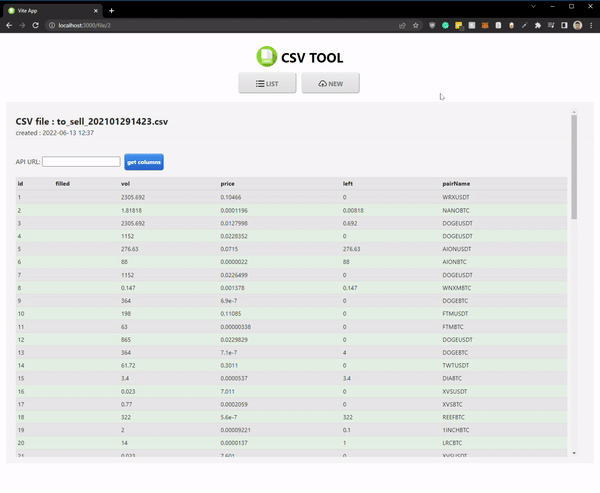 Vite App
localhost:3000/file/2
CSV TOOL
LIST NEW
CSV file : to_sell_202101291423.csv
created : 2022-06-13 12:37
API URL: get columns
id filled vol price left pairName
1 2305.692 0.10466 0 WRXUSDT
2 1.81818 0.0001196 0.00818 NANOBTC
3 2305.692 0.0127998 0.692 DOGEUSDT
4 1152 0.0228352 0 DOGEUSDT
5 276.63 0.0715 276.63 AIONUSDT
6 88 0.0000022 88 AIONBTC
7 1152 0.0226499 0 DOGEUSDT
8 0.147 0.001378 0.147 WNXMBTC
9 364 6.9e-7 0 DOGEBTC
10 198 0.11085 0 FTMUSDT
11 63 0.00000338 0 FTMBTC
12 865 0.0229829 0 DOGEUSDT
13 364 7.1e-7 4 DOGEBTC
14 61.72 0.3011 0 TWTUSDT
15 3.4 0.0000537 3.4 DIABTC
16 0.023 7.011 0 XVSUSDT
17 0.77 0.0002059 0 XVSBTC
18 322 5.6e-7 322 REEFBTC
19 2 0.00009221 0.1 1INCHBTC
20 14 0.0000137 1 LRCBTC
21 0.023 7.601 0 XVSUSDT